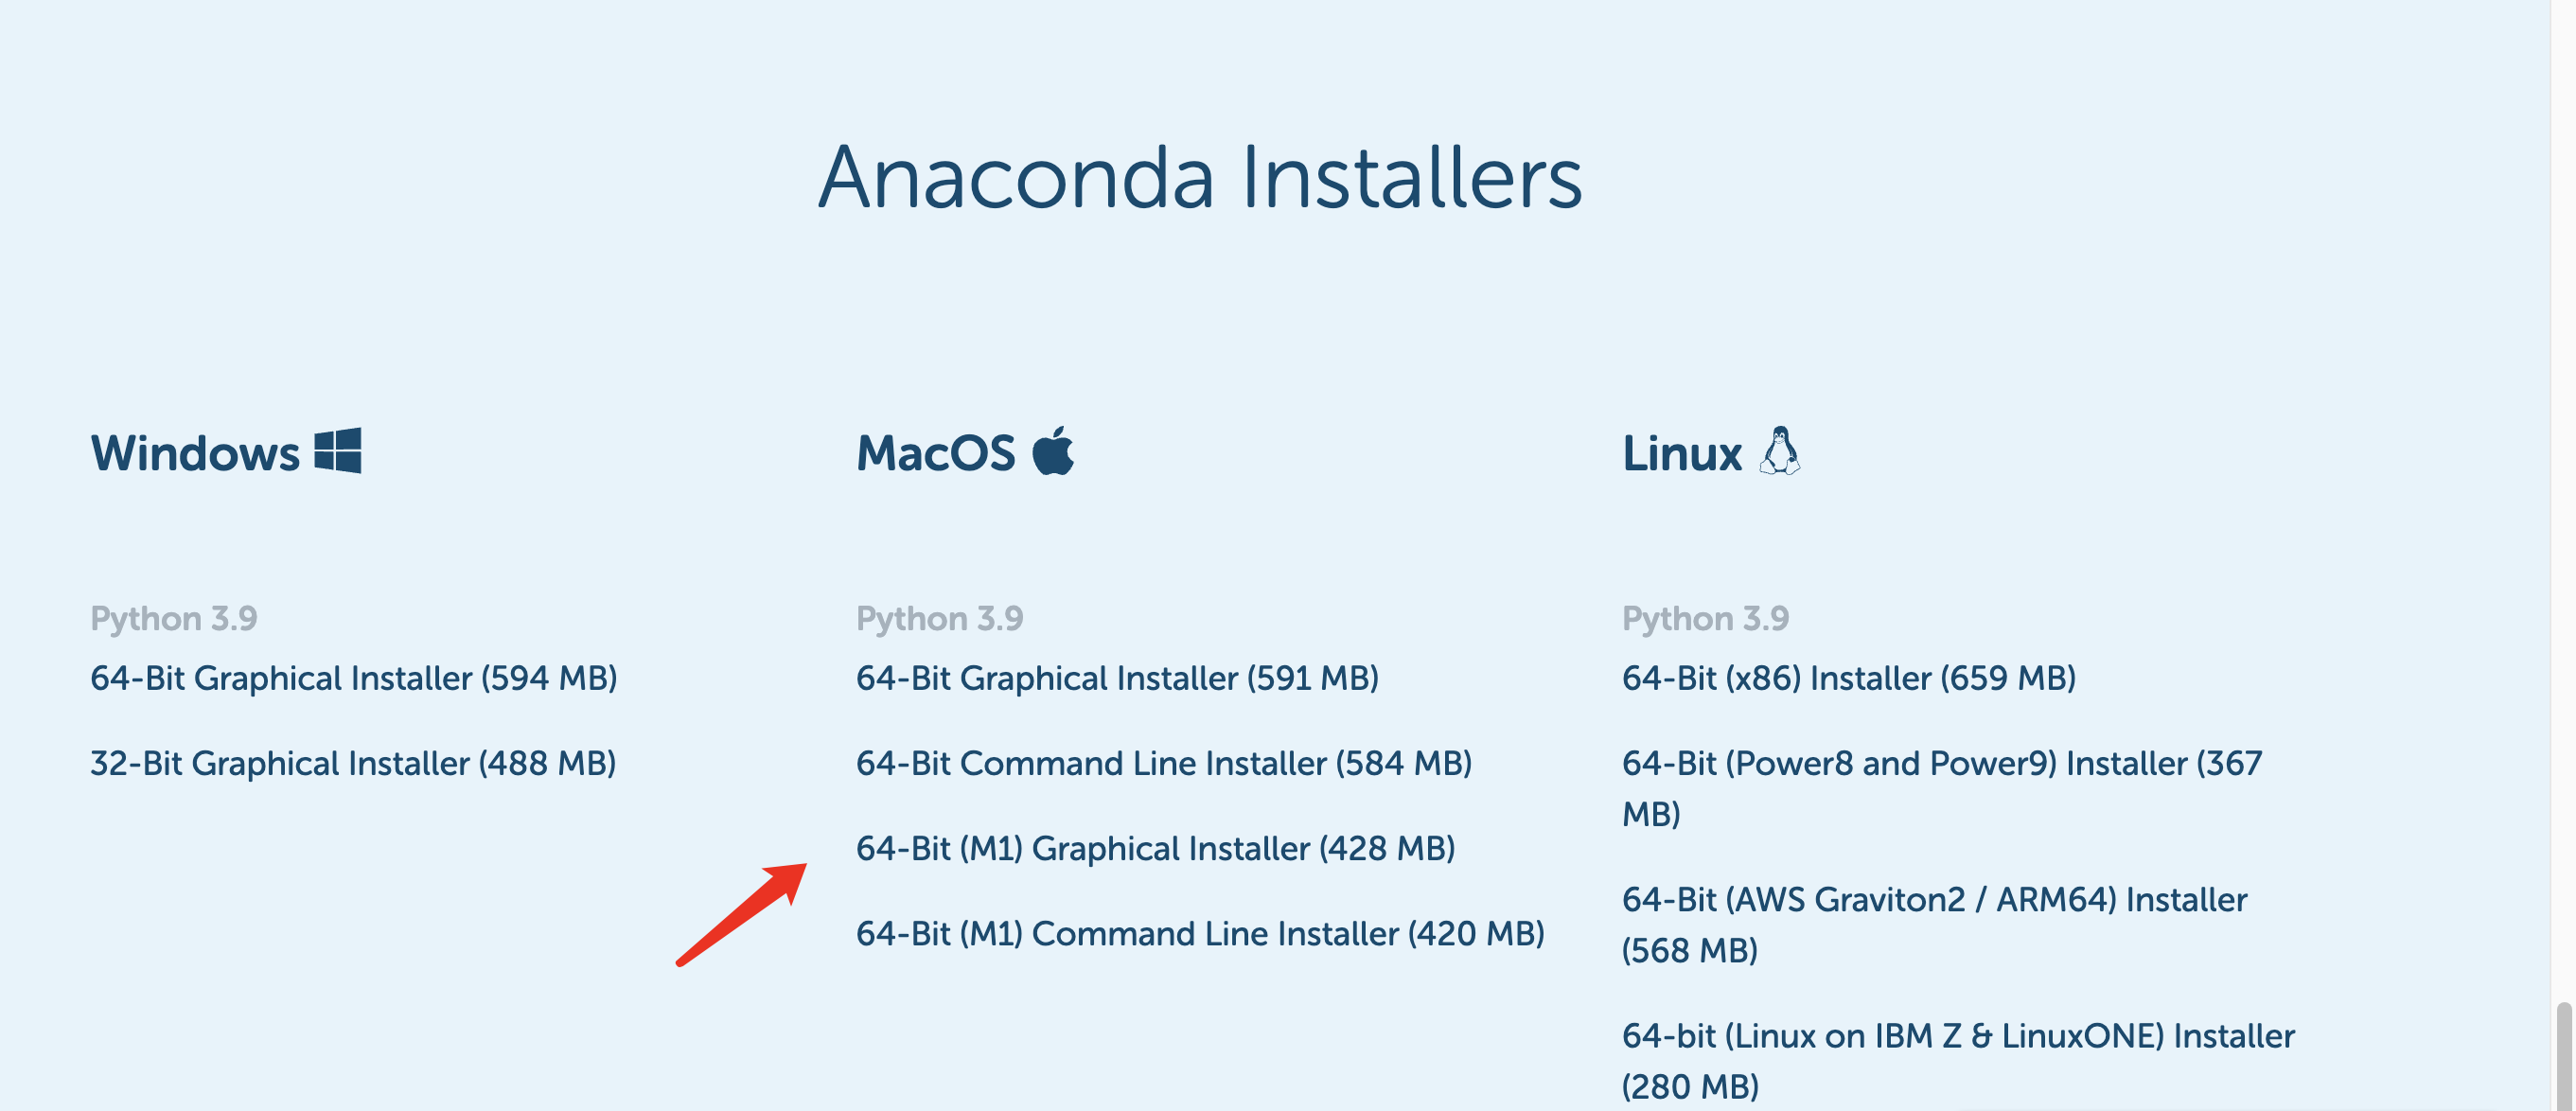 Anaconda Installers
Windows
Python 3.9
64-Bit Graphical Installer (594 MB)
32-Bit Graphical Installer (488 MB)
MacOS
Python 3.9
64-Bit Graphical Installer (591 MB)
64-Bit Command Line Installer (584 MB)
64-Bit (M1) Graphical Installer (428 MB)
64-Bit (M1) Command Line Installer (420 MB)
Linux
Python 3.9
64-Bit (x86) Installer (659 MB)
64-Bit (Power8 and Power9) Installer (367
MB)
64-Bit (AWS Graviton2 / ARM64) Installer
(568 MB)
64-bit (Linux on IBM Z & LinuxONE) Installer
(280 MB)